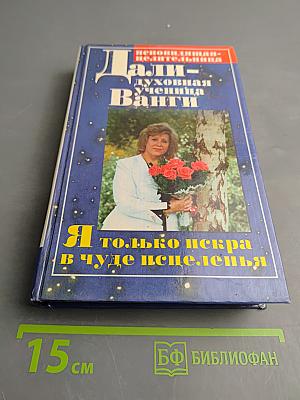 ясновидящая-
целительница
Дали-
духовная
ученица
Ванги
Я только искра
в чуде исцеленья
15 см
БФ БИБЛИОФАН